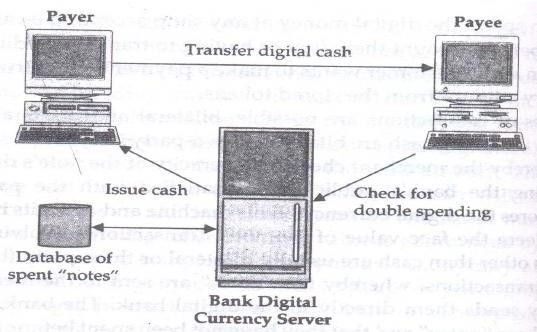 Payer
Payee
Transfer digital cash
Issue cash
Check for
double spending
Database of
spent "notes"
Bank Digital
Currency Server